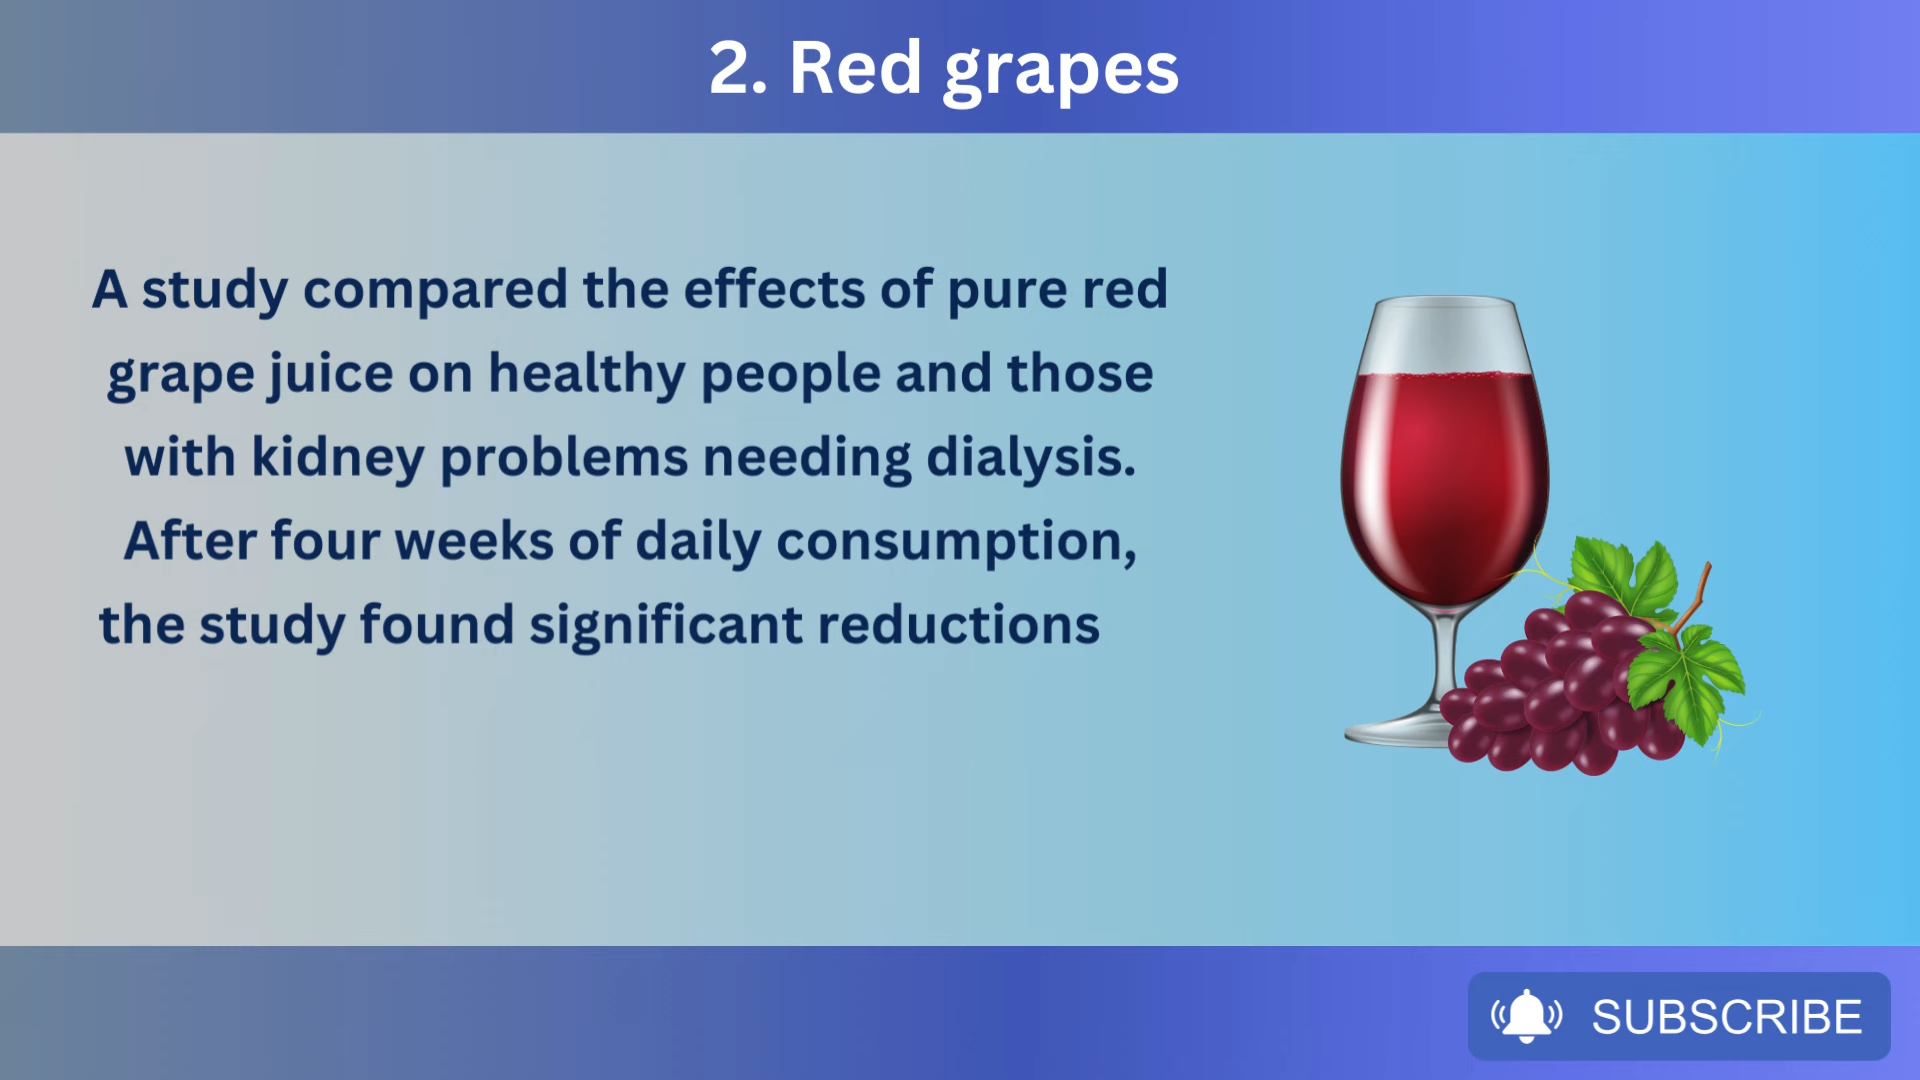 2. Red grapes
A study compared the effects of pure red
grape juice on healthy people and those
with kidney problems needing dialysis.
After four weeks of daily consumption,
the study found significant reductions
SUBSCRIBE